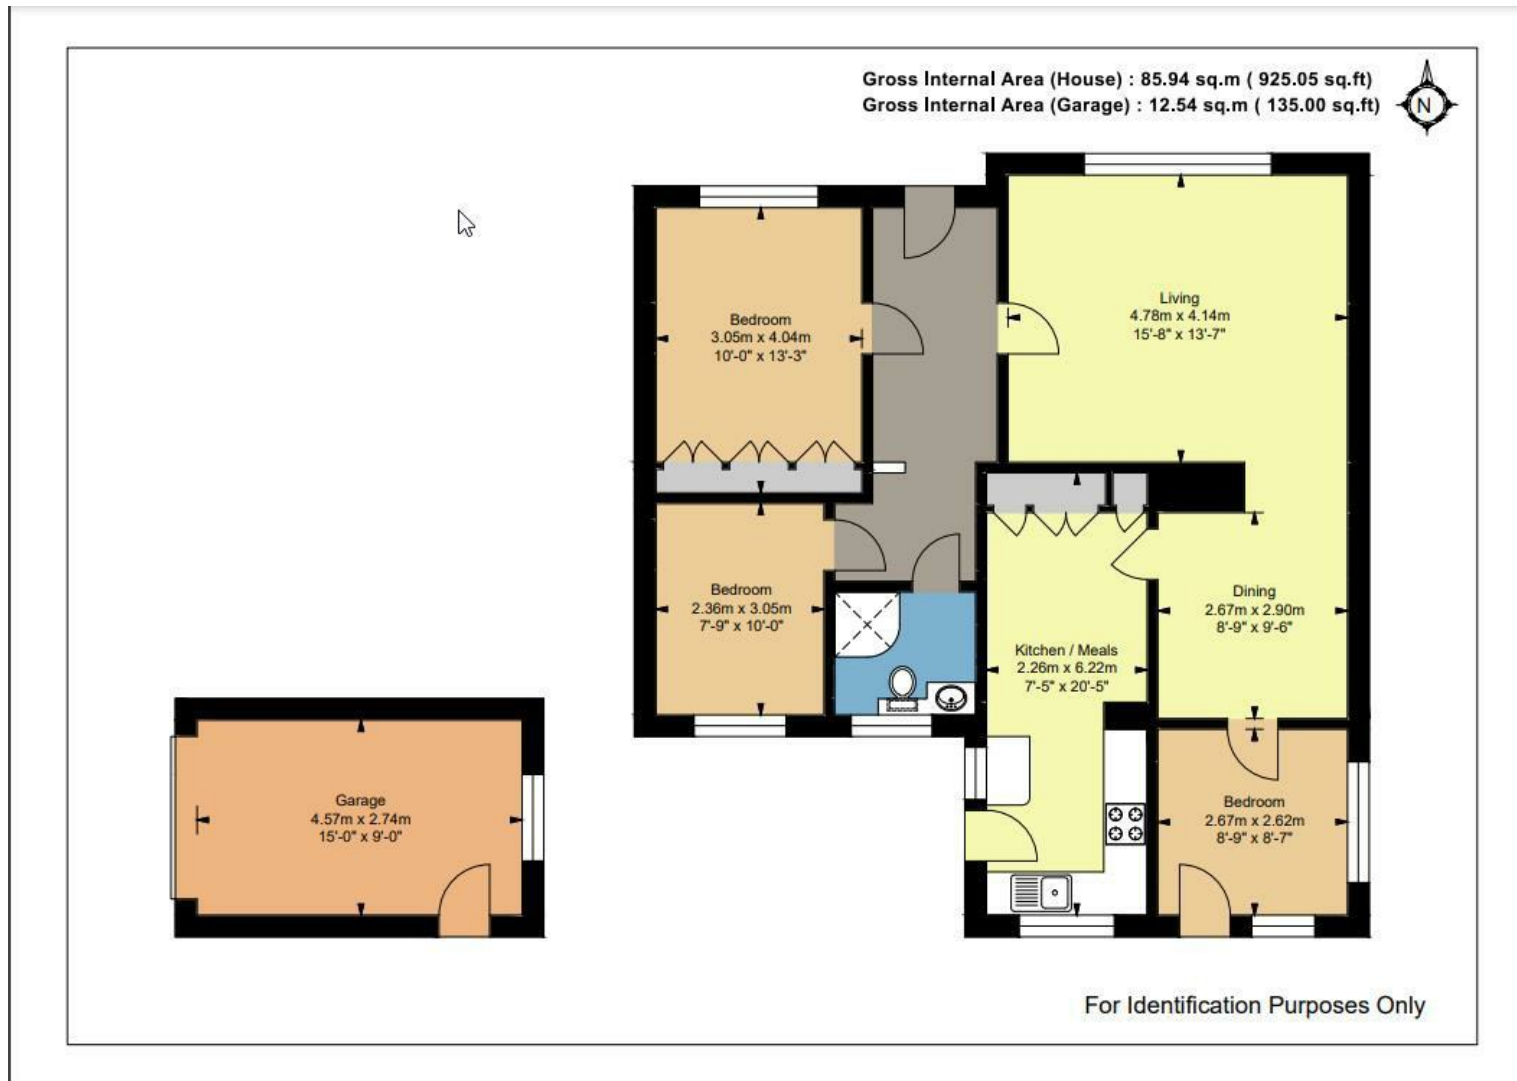 Gross Internal Area (House) : 85.94 sq.m ( 925.05 sq.ft)
Gross Internal Area (Garage) : 12.54 sq.m ( 135.00 sq.ft)
N
Living
4.78m x 4.14m
15'-8" x 13'-7"
Bedroom
3.05m x 4.04m
10'-0" x 13'-3"
Bedroom
2.36m x 3.05m
7'-9" x 10'-0"
Dining
2.67m x 2.90m
8'-9" x 9'-6"
Kitchen / Meals
2.26m x 6.22m
7'-5" x 20'-5"
Garage
4.57m x 2.74m
15'-0" x 9'-0"
Bedroom
2.67m x 2.62m
8'-9" x 8'-7"
For Identification Purposes Only